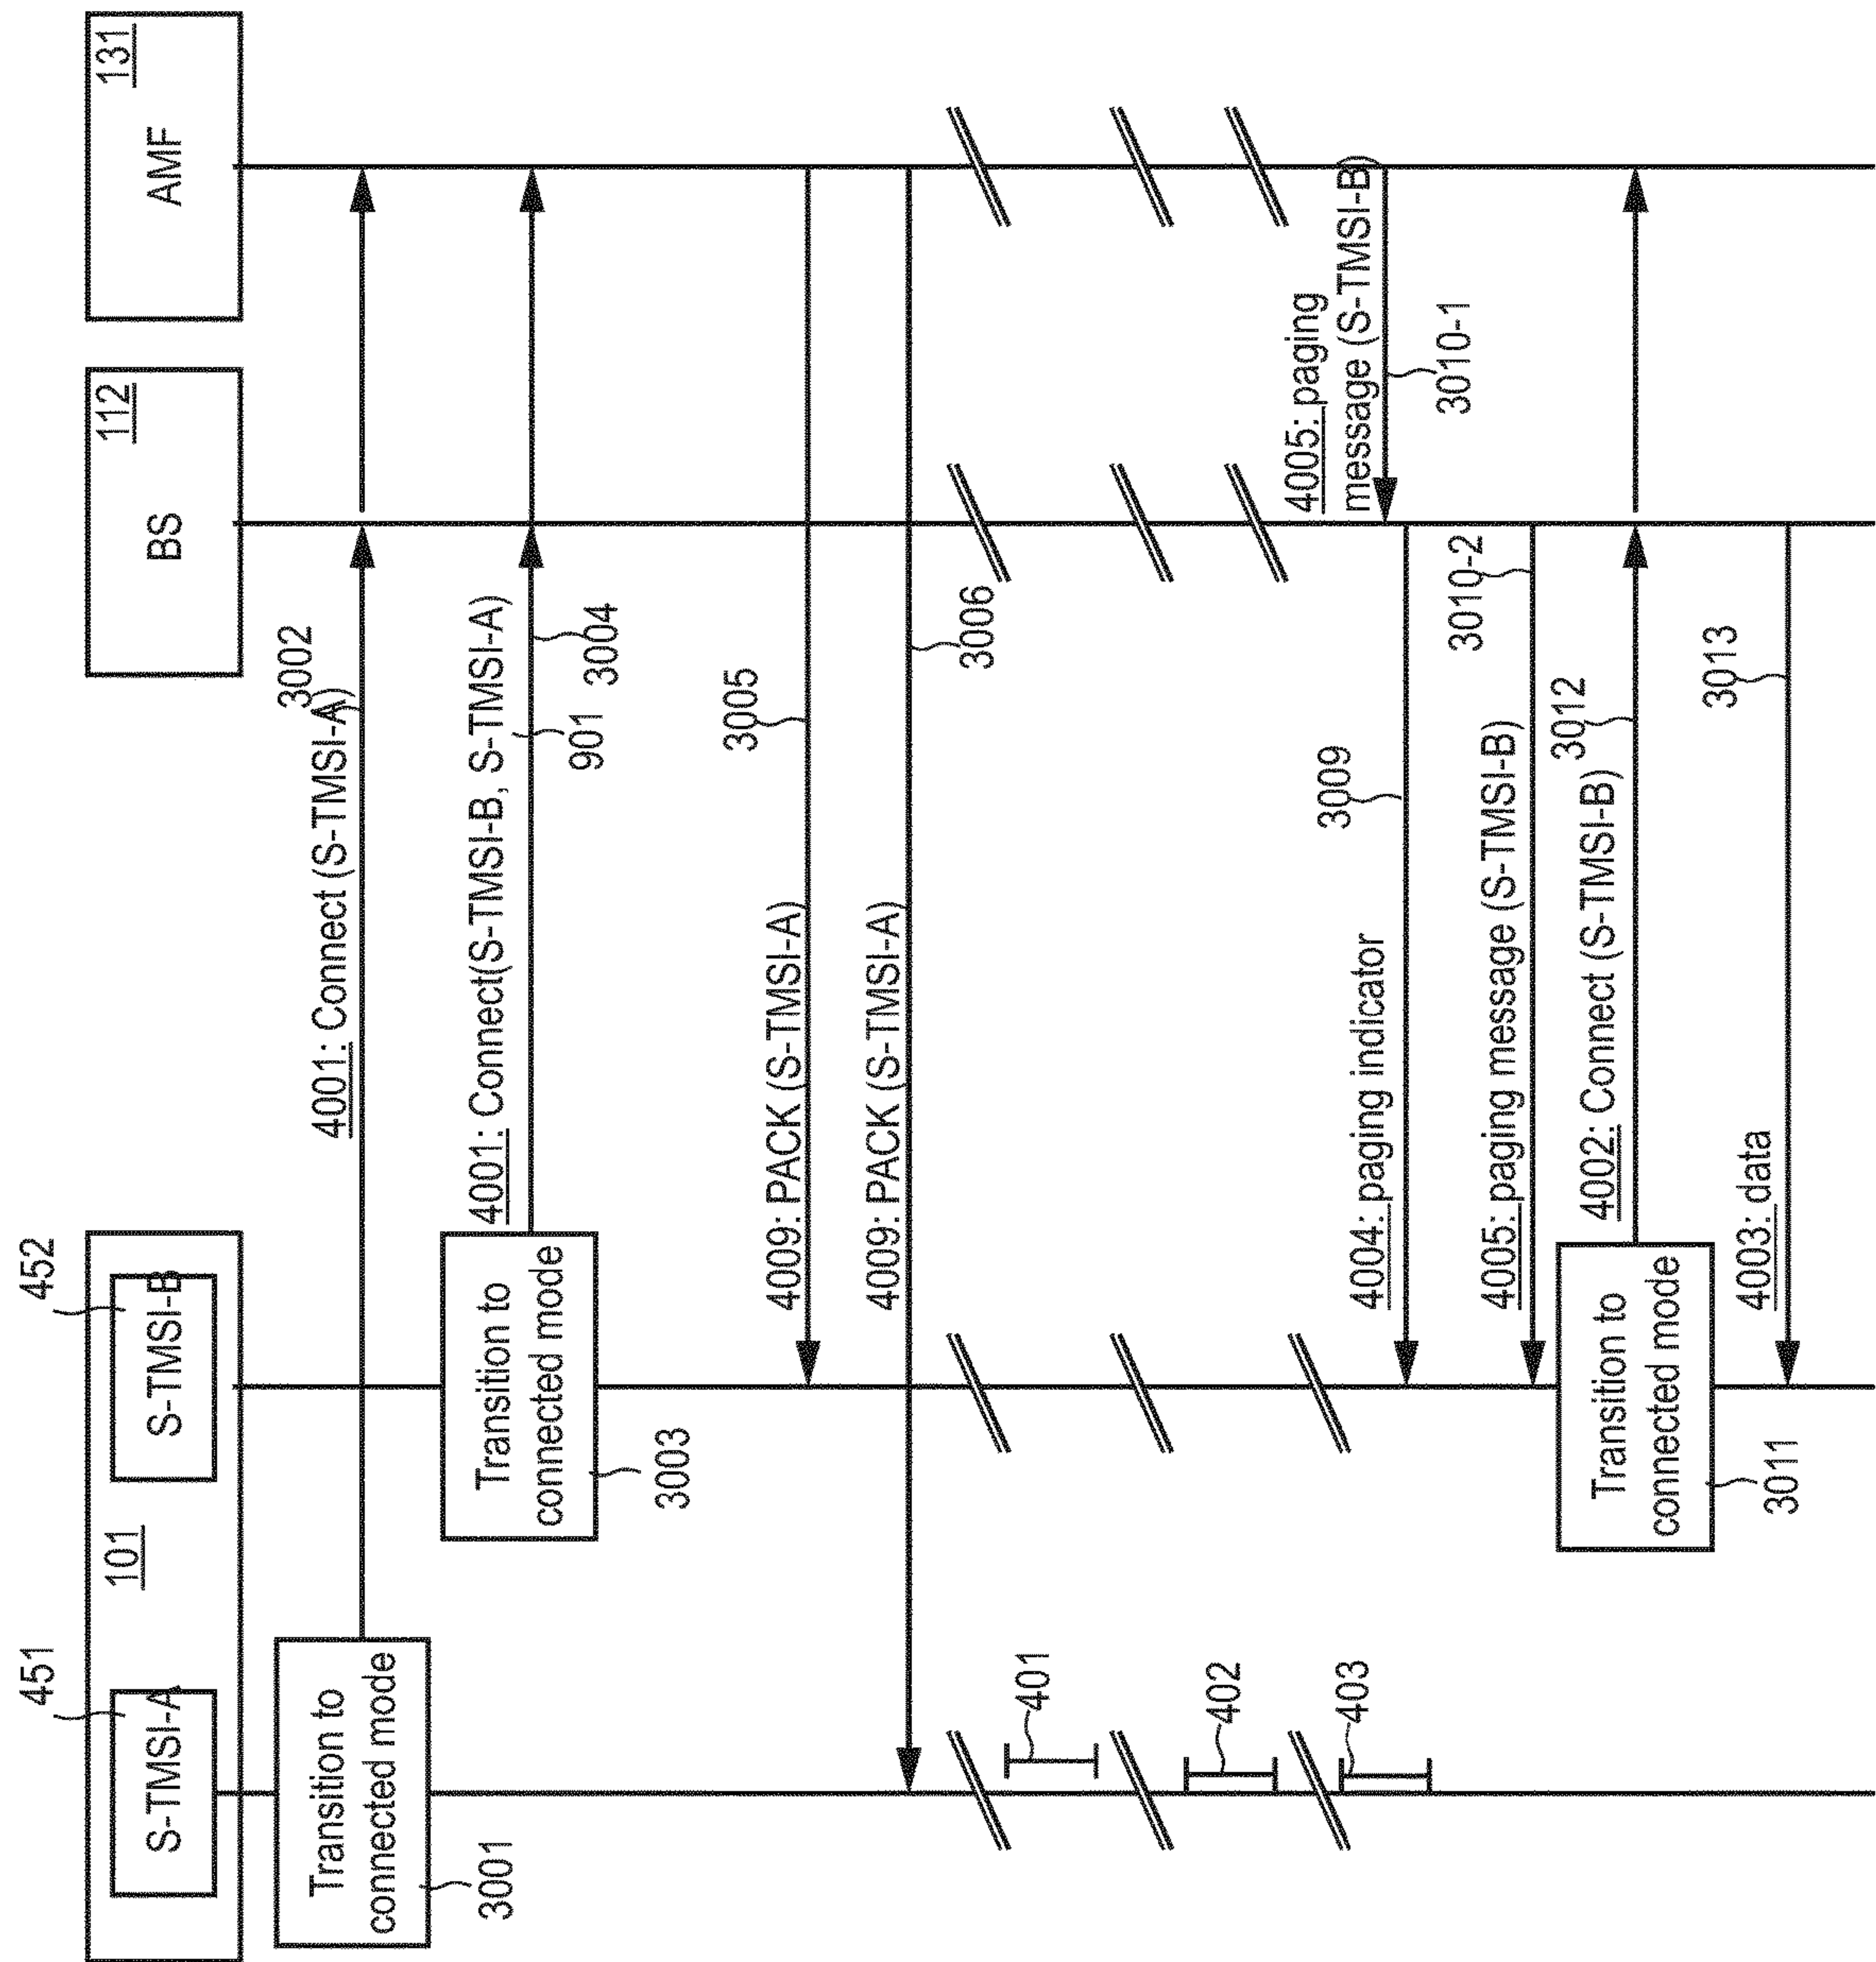 101
451
S-TMSI-A
452
S-TMSI-B
112
BS
131
AMF
Transition to
connected mode
3001
4001: Connect (S-TMSI-A)
3002
Transition to
connected mode
3003
4001: Connect(S-TMSI-B, S-TMSI-A)
901
3004
4009: PACK (S-TMSI-A)
3005
4009: PACK (S-TMSI-A)
3006
401
402
403
4005: paging
message (S-TMSI-B)
3010-1
4004: paging indicator
3009
4005: paging message (S-TMSI-B)
3010-2
Transition to
connected mode
3011
4002: Connect (S-TMSI-B)
3012
4003: data
3013